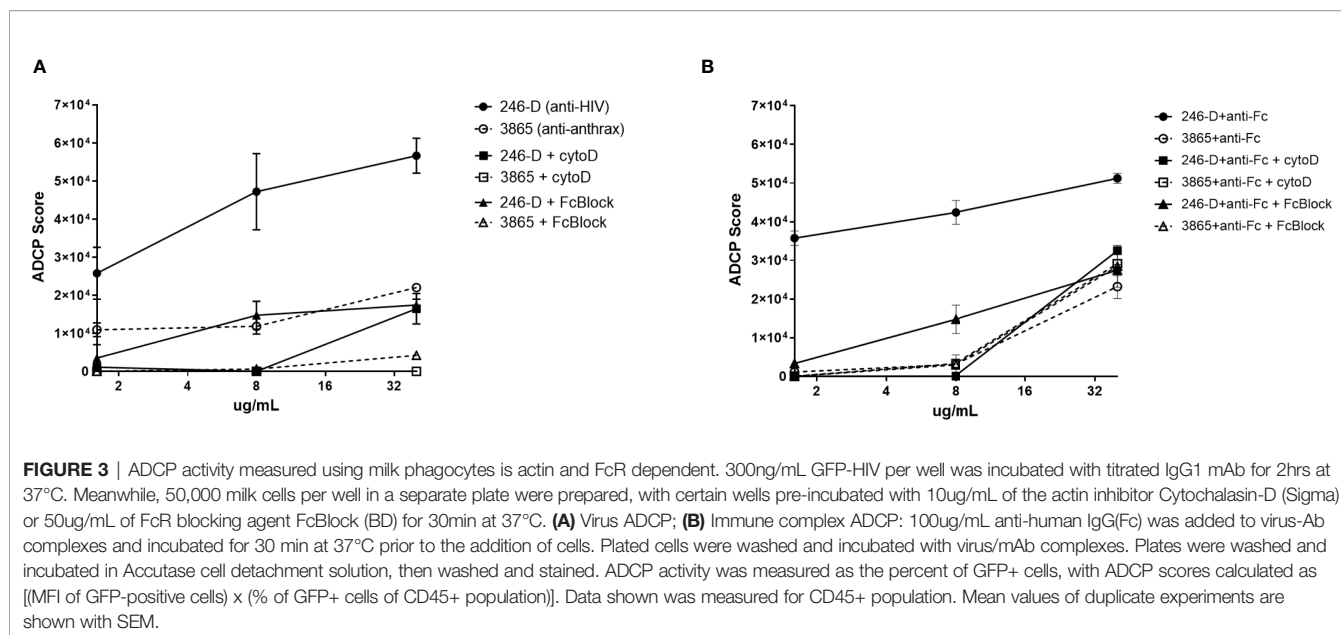 A
B
7×10⁴
6×10⁴
5×10⁴
4×10⁴
3×10⁴
2×10⁴
1×10⁴
0
ADCP Score
2
4
8
16
32
ug/mL
246-D (anti-HIV)
3865 (anti-anthrax)
246-D + cytoD
3865 + cytoD
246-D + FcBlock
3865 + FcBlock
7×10⁴
6×10⁴
5×10⁴
4×10⁴
3×10⁴
2×10⁴
1×10⁴
0
ADCP Score
2
4
8
16
32
ug/mL
246-D+anti-Fc
3865+anti-Fc
246-D+anti-Fc + cytoD
3865+anti-Fc + cytoD
246-D+anti-Fc + FcBlock
3865+anti-Fc + FcBlock
FIGURE 3 | ADCP activity measured using milk phagocytes is actin and FcR dependent. 300ng/mL GFP-HIV per well was incubated with titrated IgG1 mAb for 2hrs at
37°C. Meanwhile, 50,000 milk cells per well in a separate plate were prepared, with certain wells pre-incubated with 10ug/mL of the actin inhibitor Cytochalasin-D (Sigma)
or 50ug/mL of FcR blocking agent FcBlock (BD) for 30min at 37°C. (A) Virus ADCP; (B) Immune complex ADCP: 100ug/mL anti-human IgG(Fc) was added to virus-Ab
complexes and incubated for 30 min at 37°C prior to the addition of cells. Plated cells were washed and incubated with virus/mAb complexes. Plates were washed and
incubated in Accutase cell detachment solution, then washed and stained. ADCP activity was measured as the percent of GFP+ cells, with ADCP scores calculated as
[(MFI of GFP-positive cells) x (% of GFP+ cells of CD45+ population)]. Data shown was measured for CD45+ population. Mean values of duplicate experiments are
shown with SEM.